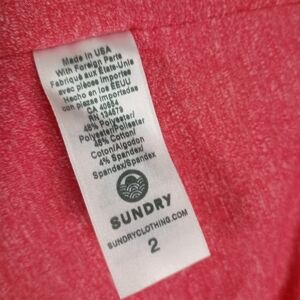 Made in USA
With Foreign Parts
Fabriqué aux États-Unis
avec pièces importées
Hecho en los EEUU
con piezas importadas
CA 40654
RN 134679
48% Polyester/
Polyester/Poliéster
48% Cotton/
Coton/Algodon
4% Spandex/
Spandex/Spandex
SUNDRY
SUNDRYCLOTHING.COM
2